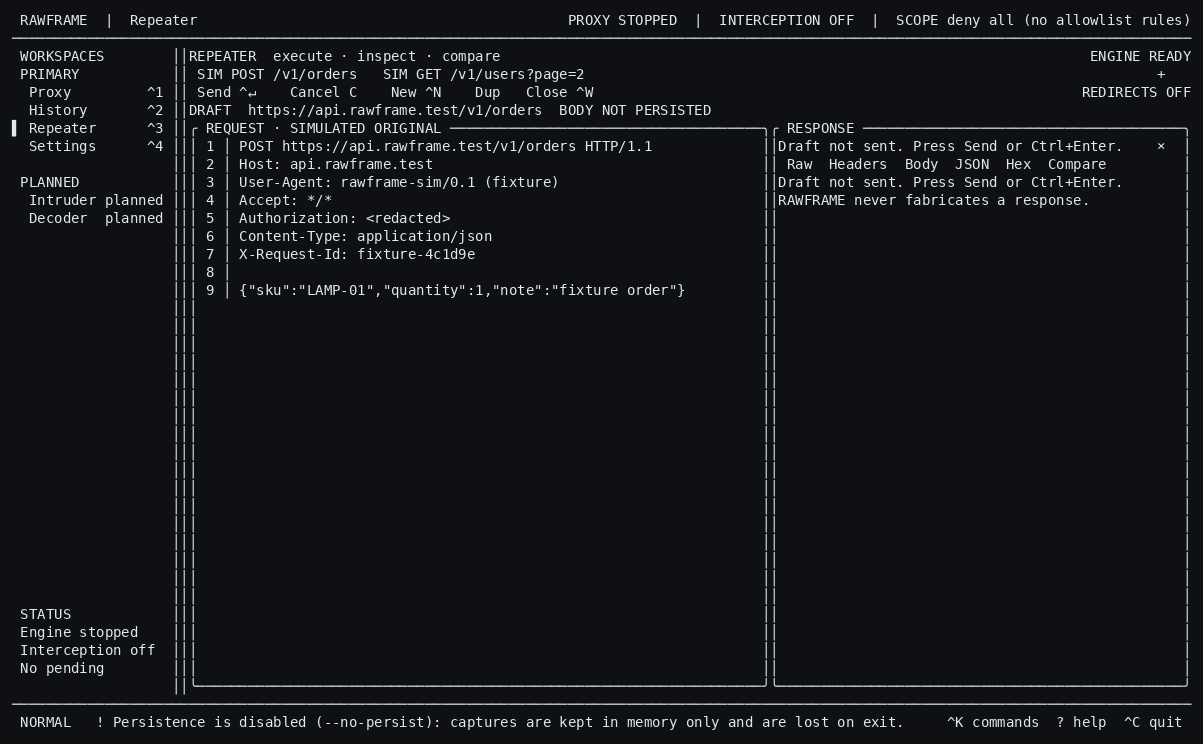 RAWFRAME | Repeater PROXY STOPPED | INTERCEPTION OFF | SCOPE deny all (no allowlist rules)
WORKSPACES REPEATER execute · inspect · compare ENGINE READY
PRIMARY SIM POST /v1/orders SIM GET /v1/users?page=2 +
Proxy ^1 Send ^↵ Cancel C New ^N Dup Close ^W REDIRECTS OFF
History ^2 DRAFT https://api.rawframe.test/v1/orders BODY NOT PERSISTED
Repeater ^3 REQUEST · SIMULATED ORIGINAL RESPONSE
Settings ^4 1 │ POST https://api.rawframe.test/v1/orders HTTP/1.1 Draft not sent. Press Send or Ctrl+Enter. ×
2 │ Host: api.rawframe.test Raw Headers Body JSON Hex Compare
PLANNED 3 │ User-Agent: rawframe-sim/0.1 (fixture) Draft not sent. Press Send or Ctrl+Enter.
Intruder planned 4 │ Accept: */* RAWFRAME never fabricates a response.
Decoder planned 5 │ Authorization: <redacted>
6 │ Content-Type: application/json
7 │ X-Request-Id: fixture-4c1d9e
8 │
9 │ {"sku":"LAMP-01","quantity":1,"note":"fixture order"}
STATUS
Engine stopped
Interception off
No pending
NORMAL ! Persistence is disabled (--no-persist): captures are kept in memory only and are lost on exit. ^K commands ? help ^C quit